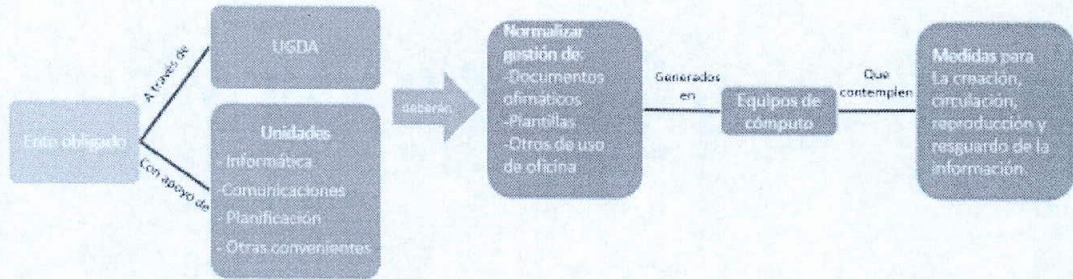 Ente obligado
A través de
Con apoyo de
UGDA
Unidades
- Informática
-Comunicaciones
- Planificación
- Otras convenientes
deberán
Normalizar
gestión de:
-Documentos
ofimáticos
-Plantillas
-Otros de uso
de oficina
Generados
en
Equipos de
cómputo
Que
contemplen
Medidas para
La creación,
circulación,
reproducción y
resguardo de la
información.